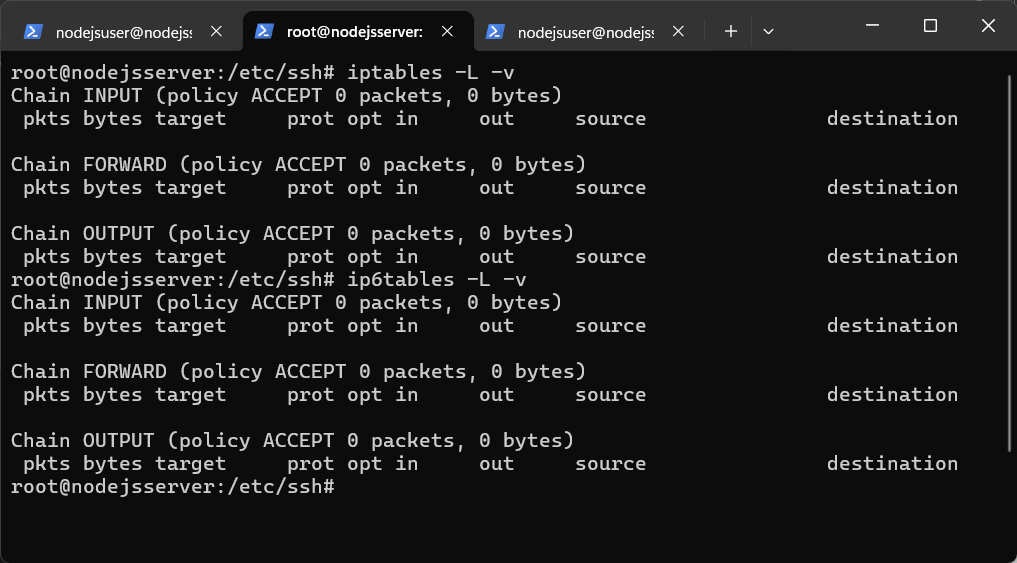 nodejsuser@nodejs
root@nodejsserver:
nodejsuser@nodejs
root@nodejsserver:/etc/ssh# iptables -L -v
Chain INPUT (policy ACCEPT 0 packets, 0 bytes)
 pkts bytes target     prot opt in     out     source               destination

Chain FORWARD (policy ACCEPT 0 packets, 0 bytes)
 pkts bytes target     prot opt in     out     source               destination

Chain OUTPUT (policy ACCEPT 0 packets, 0 bytes)
 pkts bytes target     prot opt in     out     source               destination
root@nodejsserver:/etc/ssh# ip6tables -L -v
Chain INPUT (policy ACCEPT 0 packets, 0 bytes)
 pkts bytes target     prot opt in     out     source               destination

Chain FORWARD (policy ACCEPT 0 packets, 0 bytes)
 pkts bytes target     prot opt in     out     source               destination

Chain OUTPUT (policy ACCEPT 0 packets, 0 bytes)
 pkts bytes target     prot opt in     out     source               destination
root@nodejsserver:/etc/ssh#